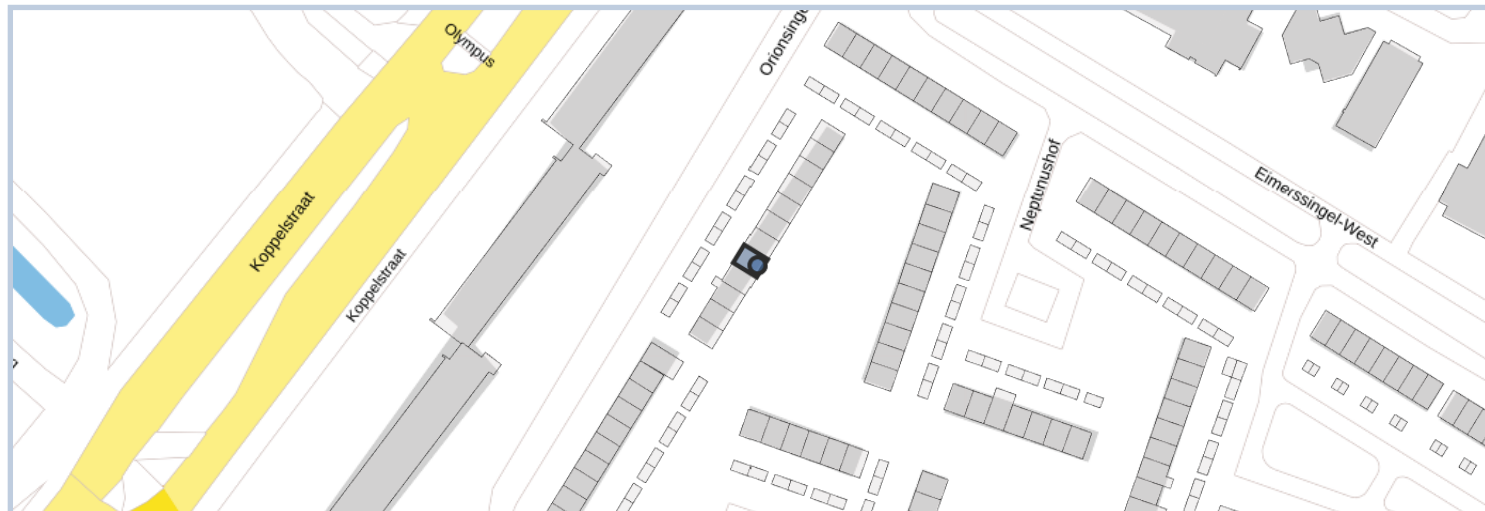 Olympus
Orionsinge
Koppelstraat
Koppelstraat
Neptunushof
Eimerssingel-West